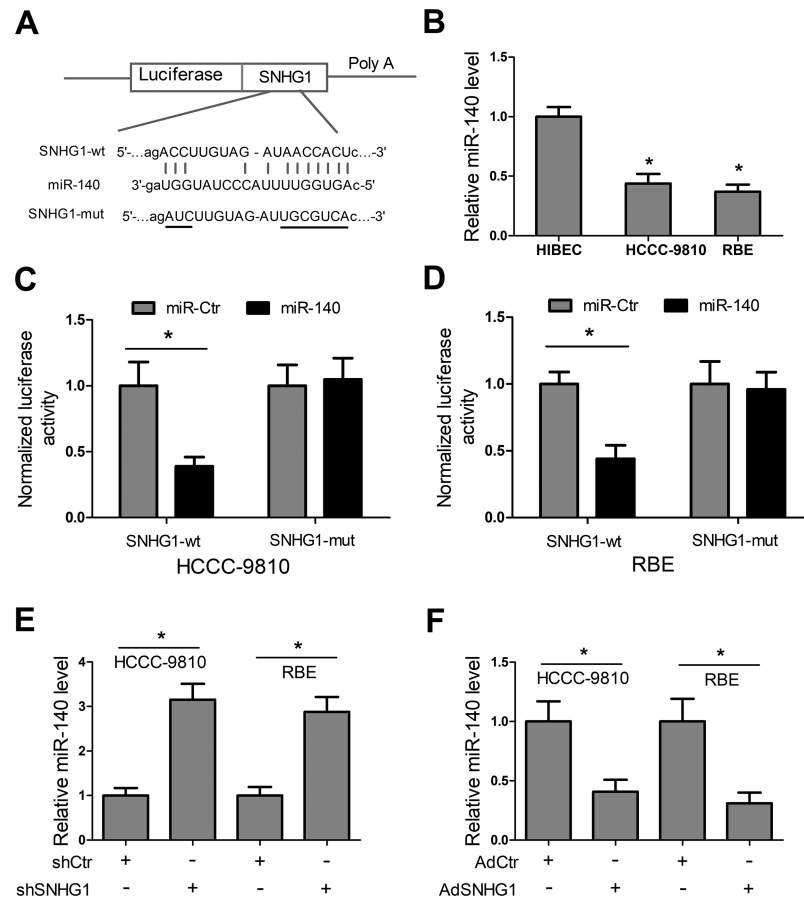 A
Luciferase SNHG1 Poly A
SNHG1-wt 5'-...agACCUUGUAG - AUAACCACUc...-3'
miR-140 3'-gaUGGUAUCCCAUUUUGGUGAc-5'
SNHG1-mut 5'-...agAUCUUGUAG-AUUGCGUCAc...-3'
B
Relative miR-140 level
1.5
1.0
0.5
0.0
* *
HIBEC HCCC-9810 RBE
C
miR-Ctr miR-140
Normalized luciferase
activity
1.5
1.0
0.5
0.0
*
SNHG1-wt SNHG1-mut
HCCC-9810
D
miR-Ctr miR-140
Normalized luciferase
activity
1.5
1.0
0.5
0.0
*
SNHG1-wt SNHG1-mut
RBE
E
Relative miR-140 level
4
3
2
1
0
* *
HCCC-9810 RBE
shCtr + - + -
shSNHG1 - + - +
F
Relative miR-140 level
1.5
1.0
0.5
0.0
* *
HCCC-9810 RBE
AdCtr + - + -
AdSNHG1 - + - +